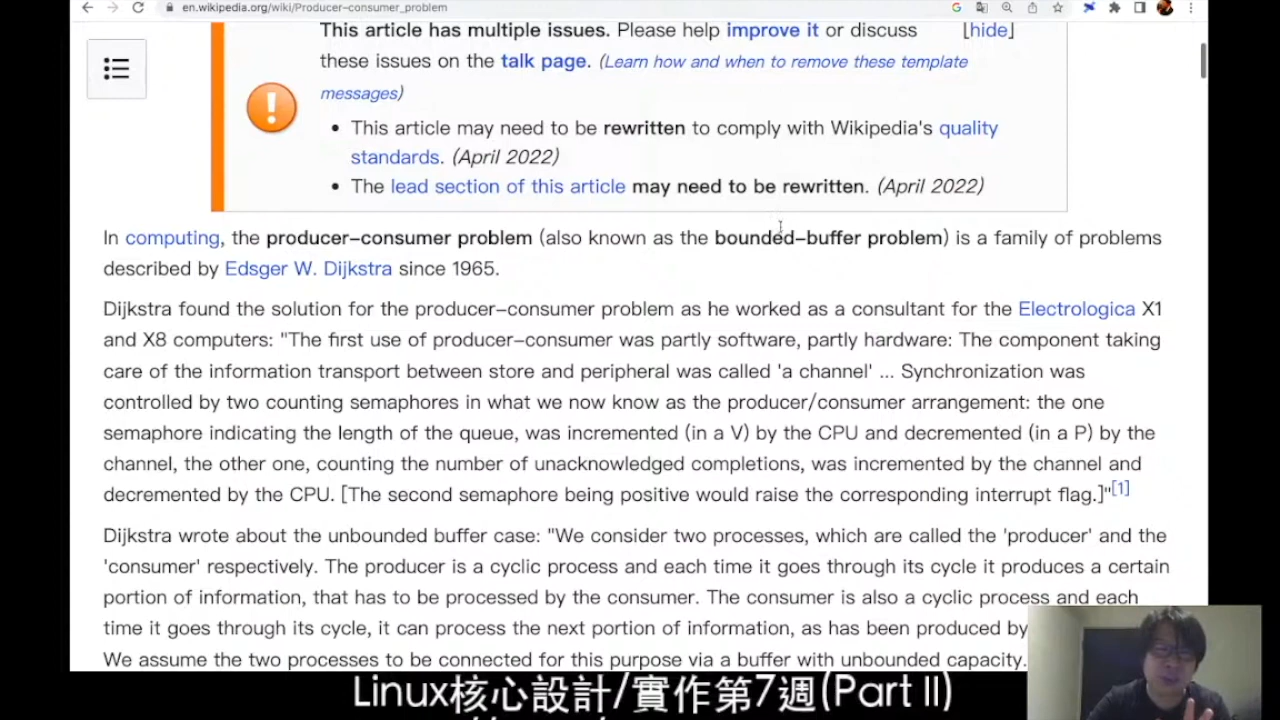 en.wikipedia.org/wiki/Producer-consumer_problem
This article has multiple issues. Please help improve it or discuss [hide]
these issues on the talk page. (Learn how and when to remove these template
messages)
• This article may need to be rewritten to comply with Wikipedia's quality
standards. (April 2022)
• The lead section of this article may need to be rewritten. (April 2022)
In computing, the producer–consumer problem (also known as the bounded-buffer problem) is a family of problems
described by Edsger W. Dijkstra since 1965.
Dijkstra found the solution for the producer–consumer problem as he worked as a consultant for the Electrologica X1
and X8 computers: "The first use of producer–consumer was partly software, partly hardware: The component taking
care of the information transport between store and peripheral was called 'a channel' ... Synchronization was
controlled by two counting semaphores in what we now know as the producer/consumer arrangement: the one
semaphore indicating the length of the queue, was incremented (in a V) by the CPU and decremented (in a P) by the
channel, the other one, counting the number of unacknowledged completions, was incremented by the channel and
decremented by the CPU. [The second semaphore being positive would raise the corresponding interrupt flag.]"[1]
Dijkstra wrote about the unbounded buffer case: "We consider two processes, which are called the 'producer' and the
'consumer' respectively. The producer is a cyclic process and each time it goes through its cycle it produces a certain
portion of information, that has to be processed by the consumer. The consumer is also a cyclic process and each
time it goes through its cycle, it can process the next portion of information, as has been produced by
We assume the two processes to be connected for this purpose via a buffer with unbounded capacity.
Linux核心設計/實作第7週(Part II)